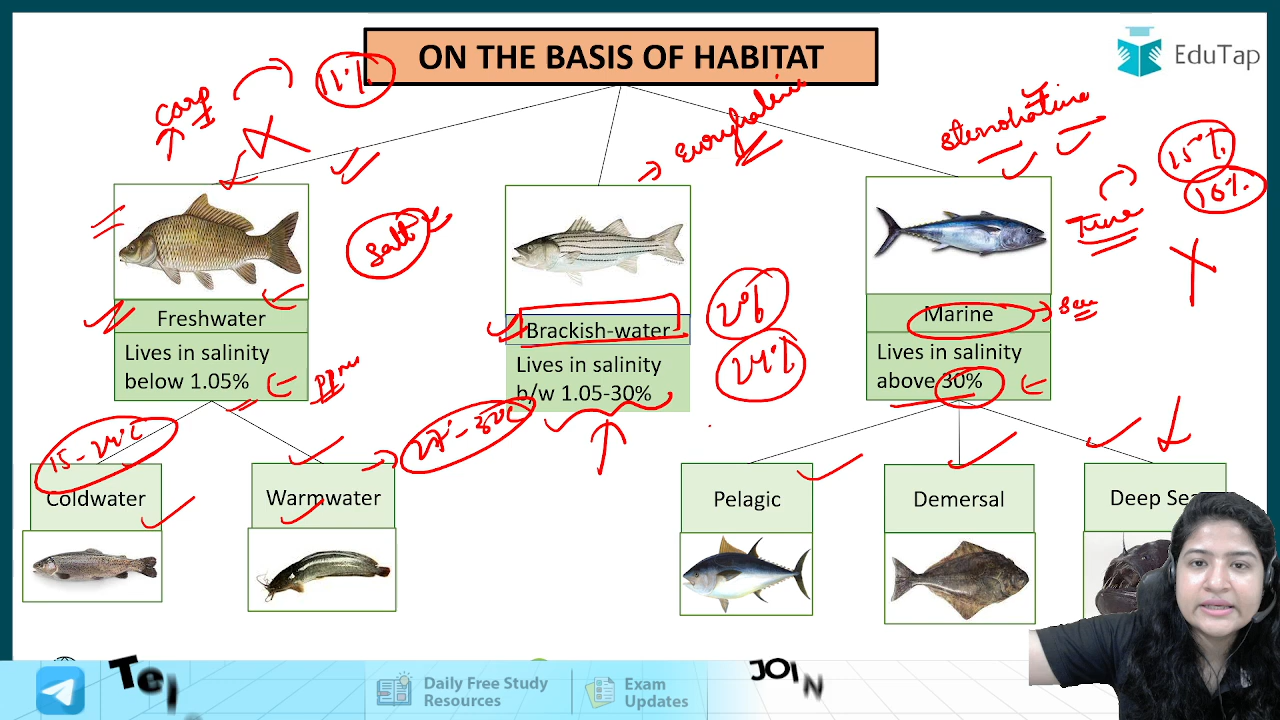 ON THE BASIS OF HABITAT
EduTap
Carp
11%
Euryhaline
Stenohaline
15%
16%
Tuna
Salt
Freshwater
Lives in salinity
below 1.05%
Brackish-water
Lives in salinity
b/w 1.05-30%
2%
24%
Marine
Sea
Lives in salinity
above 30%
15-24°C
Coldwater
Warmwater
Pelagic
Demersal
Deep Sea
Daily Free Study
Resources
Exam
Updates
JOIN